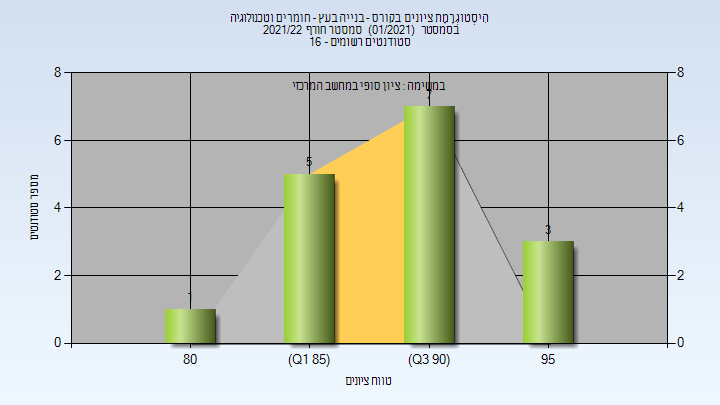 היסטוגרמת ציונים בקורס - בנייה בעץ - חומרים וטכנולוגיה
בסמסטר (01/2021) סמסטר חורף 2021/22
סטודנטים רשומים - 16
במשימה : ציון סופי במחשב המרכזי
8 8
6 6
4 4
2 2
0 0
מספר סטודנטים
1 5 7 3
80 (Q1 85) (Q3 90) 95
טווח ציונים